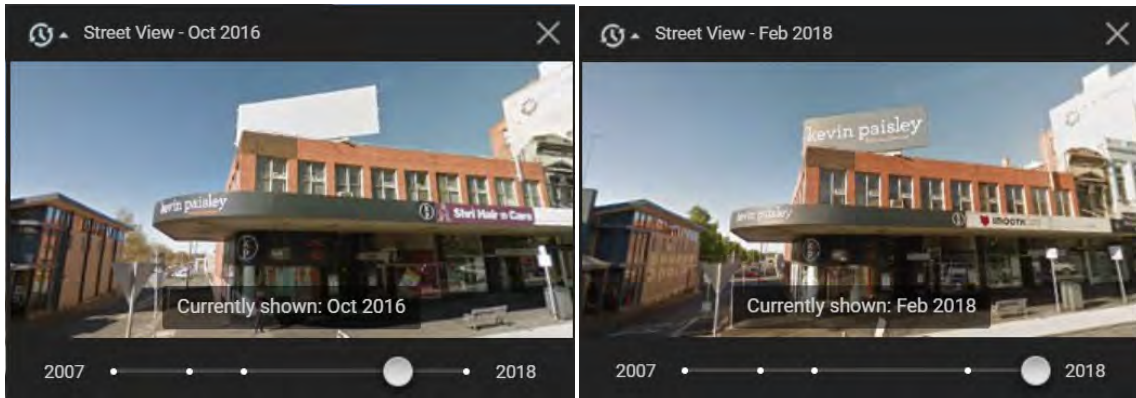 Street View - Oct 2016
kevin paisley
Shri Hair n Care
Currently shown: Oct 2016
2007
2018
Street View - Feb 2018
kevin paisley
kevin paisley
Currently shown: Feb 2018
2007
2018